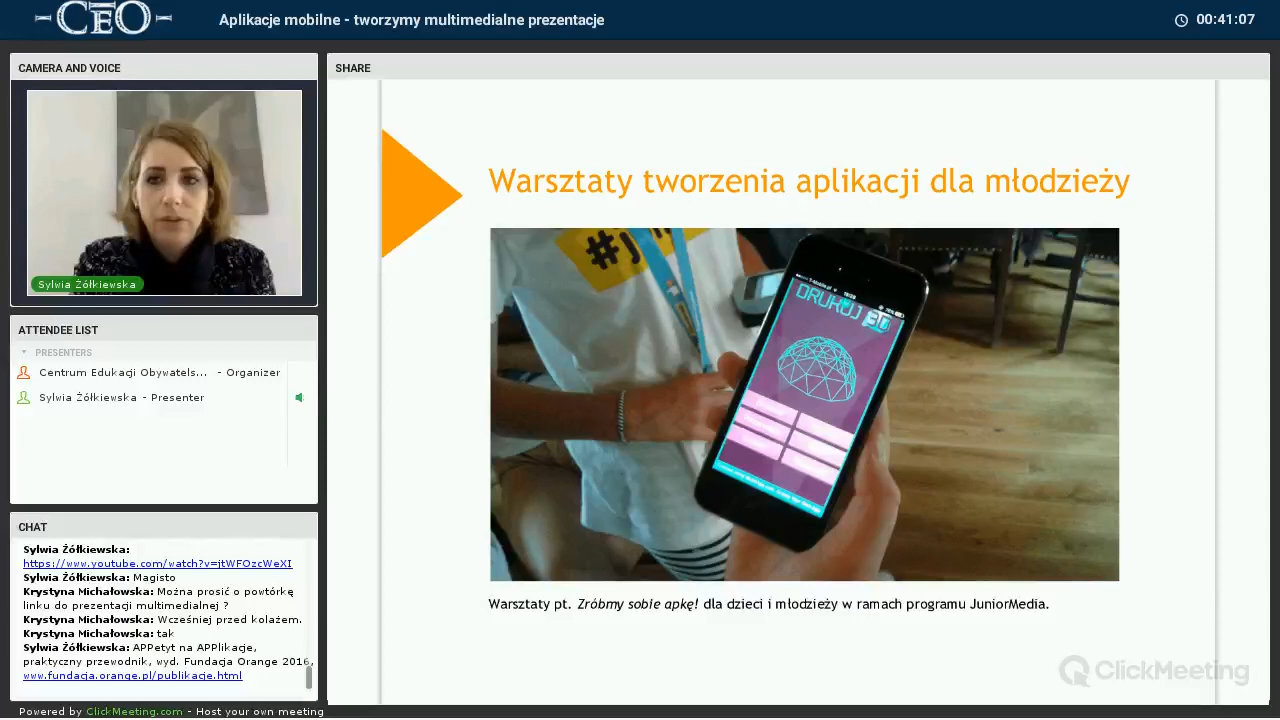 CEO
Aplikacje mobilne - tworzymy multimedialne prezentacje
00:41:07
CAMERA AND VOICE
Sylwia Żółkiewska
ATTENDEE LIST
PRESENTERS
Centrum Edukacji Obywatels... - Organizer
Sylwia Żółkiewska - Presenter
CHAT
Sylwia Żółkiewska:
https://www.youtube.com/watch?v=jtWFOzcWeXI
Sylwia Żółkiewska: Magisto
Krystyna Michałowska: Można prosić o powtórkę
linku do prezentacji multimedialnej ?
Krystyna Michałowska: Wcześniej przed kolażem.
Krystyna Michałowska: tak
Sylwia Żółkiewska: APPetyt na APPlikacje,
praktyczny przewodnik, wyd. Fundacja Orange 2016,
www.fundacja.orange.pl/publikacje.html
Powered by ClickMeeting.com - Host your own meeting
SHARE
Warsztaty tworzenia aplikacji dla młodzieży
#j
DRUKUJ 3D
Warsztaty pt. Zróbmy sobie apkę! dla dzieci i młodzieży w ramach programu JuniorMedia.
ClickMeeting